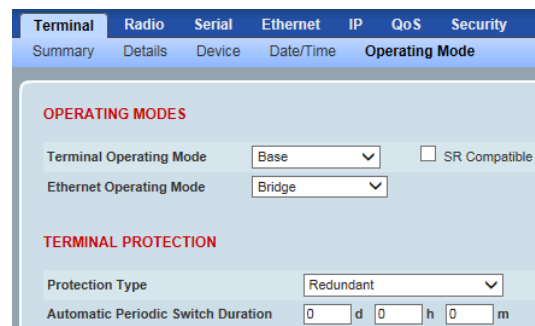 Terminal Radio Serial Ethernet IP QoS Security
Summary Details Device Date/Time Operating Mode
OPERATING MODES
Terminal Operating Mode Base SR Compatible
Ethernet Operating Mode Bridge
TERMINAL PROTECTION
Protection Type Redundant
Automatic Periodic Switch Duration 0 d 0 h 0 m